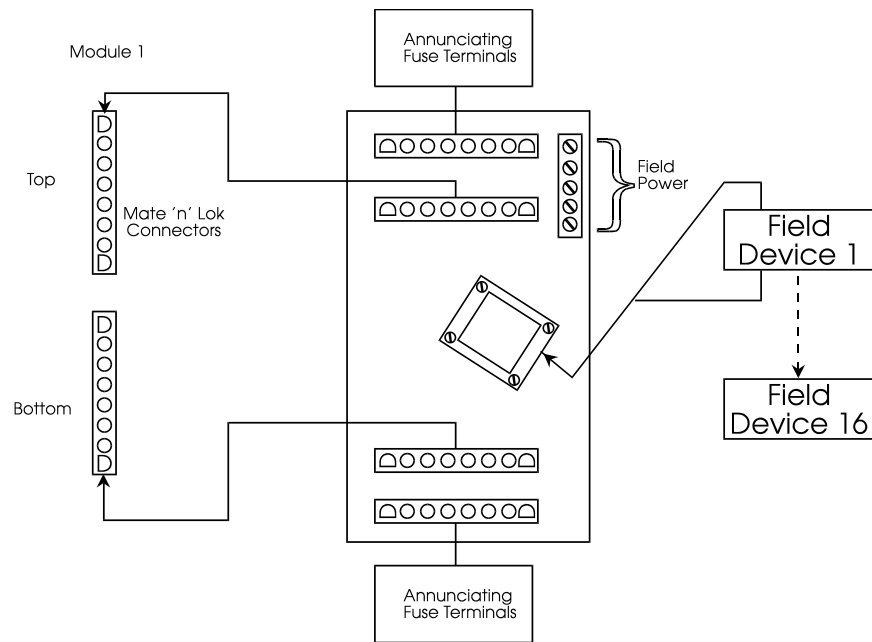 Module 1
Top
Mate 'n' Lok
Connectors
Bottom
Annunciating
Fuse Terminals
Field
Power
Field
Device 1
Field
Device 16
Annunciating
Fuse Terminals